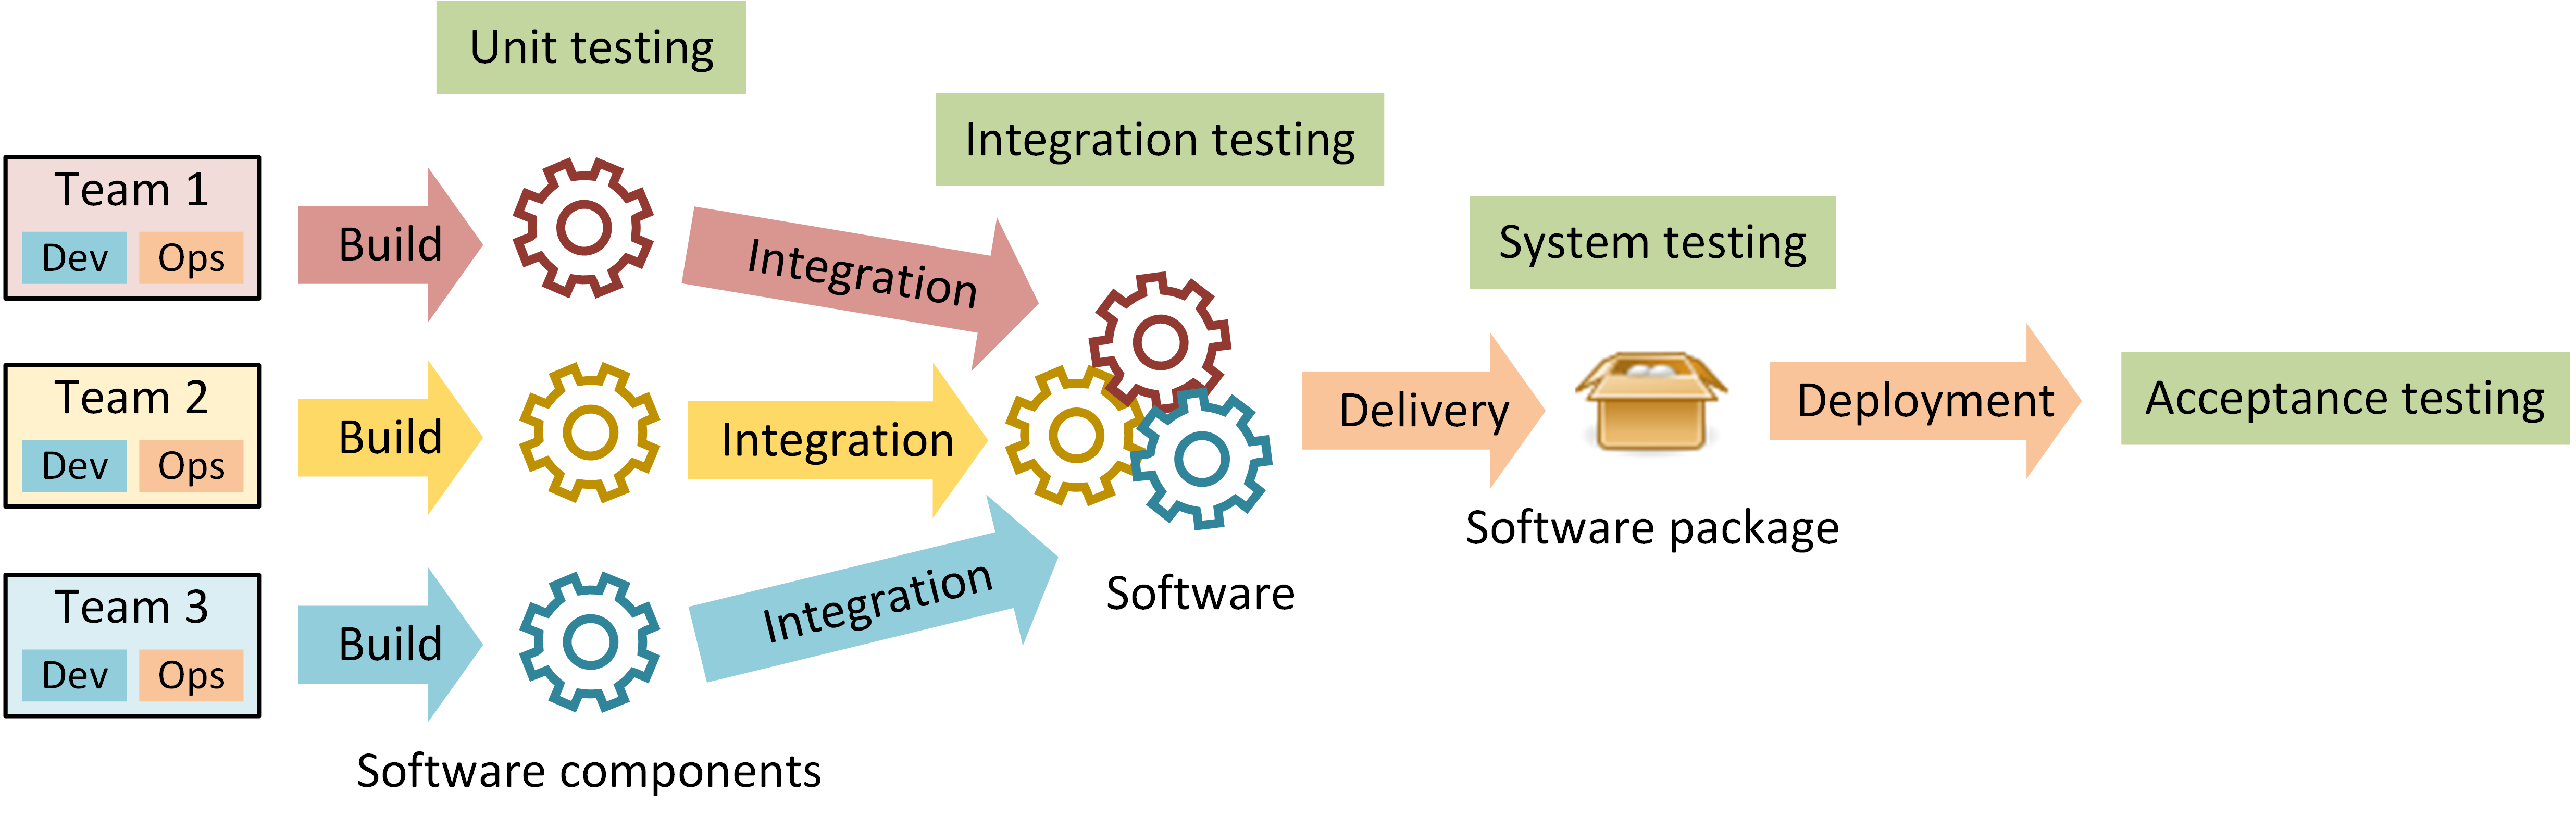 Unit testing
Integration testing
System testing
Acceptance testing
Team 1
Dev Ops
Build
Integration
Team 2
Dev Ops
Build
Integration
Team 3
Dev Ops
Build
Integration
Delivery
Deployment
Software components
Software
Software package